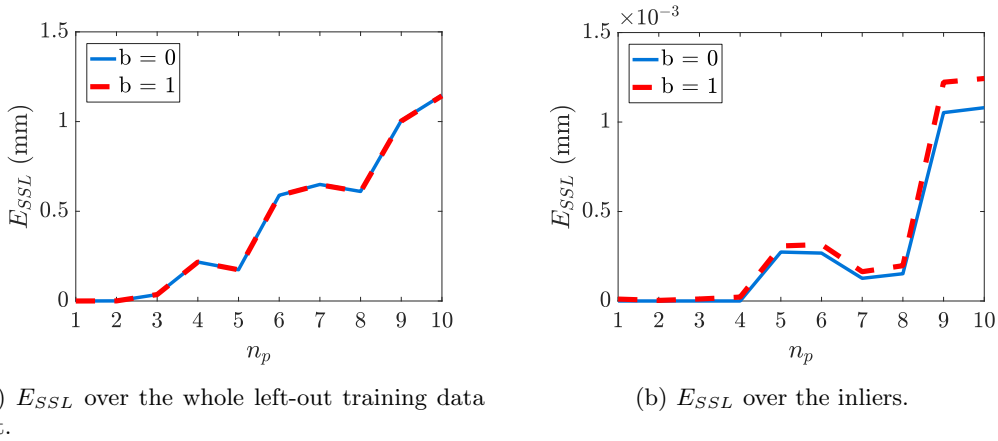 1.5
1
0.5
0
E_SSL (mm)
b = 0
b = 1
1 2 3 4 5 6 7 8 9 10
n_p
×10⁻³
1.5
1
0.5
0
E_SSL (mm)
b = 0
b = 1
1 2 3 4 5 6 7 8 9 10
n_p
) E_SSL over the whole left-out training data
.
(b) E_SSL over the inliers.